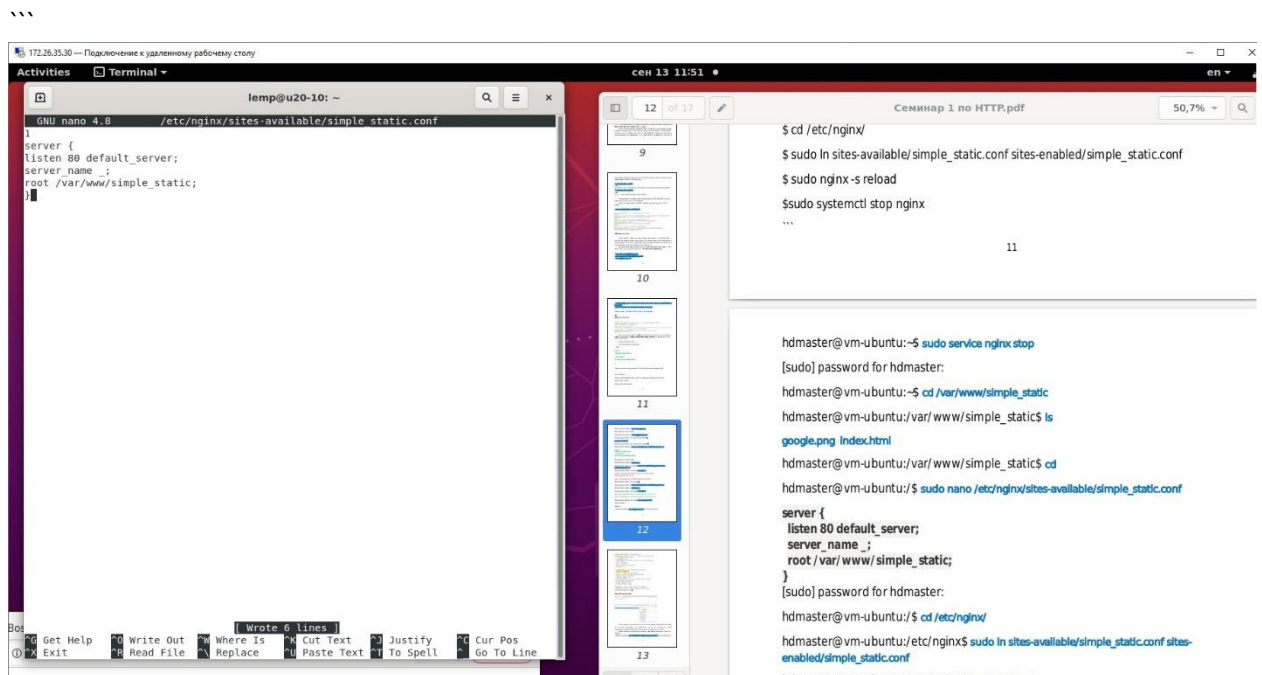 ```
172.26.35.30 — Подключение к удаленному рабочему столу
Activities Terminal сен 13 11:51 en
lemp@u20-10: ~
GNU nano 4.8 /etc/nginx/sites-available/simple_static.conf
1
server {
listen 80 default_server;
server_name _;
root /var/www/simple_static;
}
[ Wrote 6 lines ]
^G Get Help ^O Write Out ^W Where Is ^K Cut Text ^J Justify ^C Cur Pos
^X Exit ^R Read File ^\ Replace ^U Paste Text ^T To Spell ^_ Go To Line
Bos
12 of 17 Семинар 1 по HTTP.pdf 50,7%
9
10
11
12
13
$ cd /etc/nginx/
$ sudo ln sites-available/simple_static.conf sites-enabled/simple_static.conf
$ sudo nginx -s reload
$sudo systemctl stop nginx
```
11
hdmaster@vm-ubuntu:~$ sudo service nginx stop
[sudo] password for hdmaster:
hdmaster@vm-ubuntu:~$ cd /var/www/simple_static
hdmaster@vm-ubuntu:/var/www/simple_static$ ls
google.png index.html
hdmaster@vm-ubuntu:/var/www/simple_static$ cd
hdmaster@vm-ubuntu:/$ sudo nano /etc/nginx/sites-available/simple_static.conf
server {
listen 80 default_server;
server_name _;
root /var/www/simple_static;
}
[sudo] password for hdmaster:
hdmaster@vm-ubuntu:/$ cd /etc/nginx/
hdmaster@vm-ubuntu:/etc/nginx$ sudo ln sites-available/simple_static.conf sites-
enabled/simple_static.conf